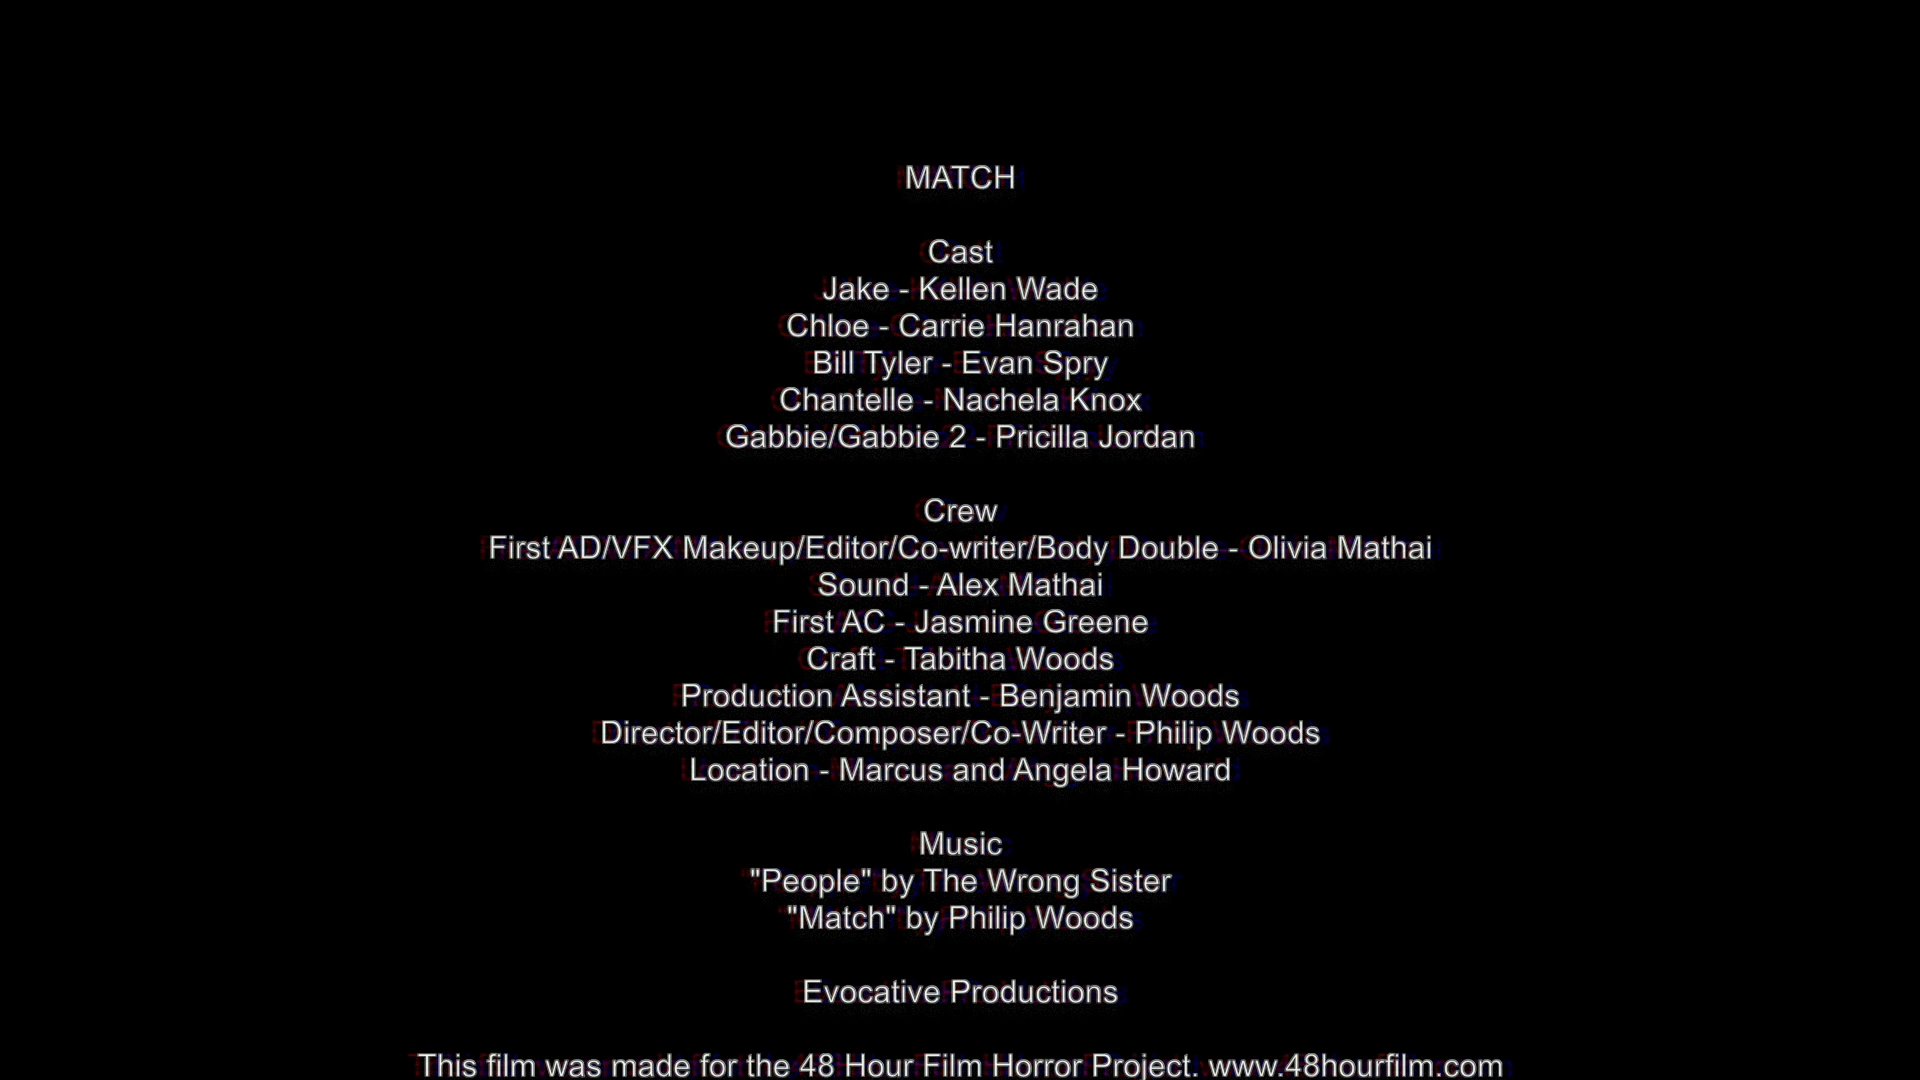 MATCH
Cast
Jake - Kellen Wade
Chloe - Carrie Hanrahan
Bill Tyler - Evan Spry
Chantelle - Nachela Knox
Gabbie/Gabbie 2 - Pricilla Jordan
Crew
First AD/VFX Makeup/Editor/Co-writer/Body Double - Olivia Mathai
Sound - Alex Mathai
First AC - Jasmine Greene
Craft - Tabitha Woods
Production Assistant - Benjamin Woods
Director/Editor/Composer/Co-Writer - Philip Woods
Location - Marcus and Angela Howard
Music
"People" by The Wrong Sister
"Match" by Philip Woods
Evocative Productions
This film was made for the 48 Hour Film Horror Project. www.48hourfilm.com